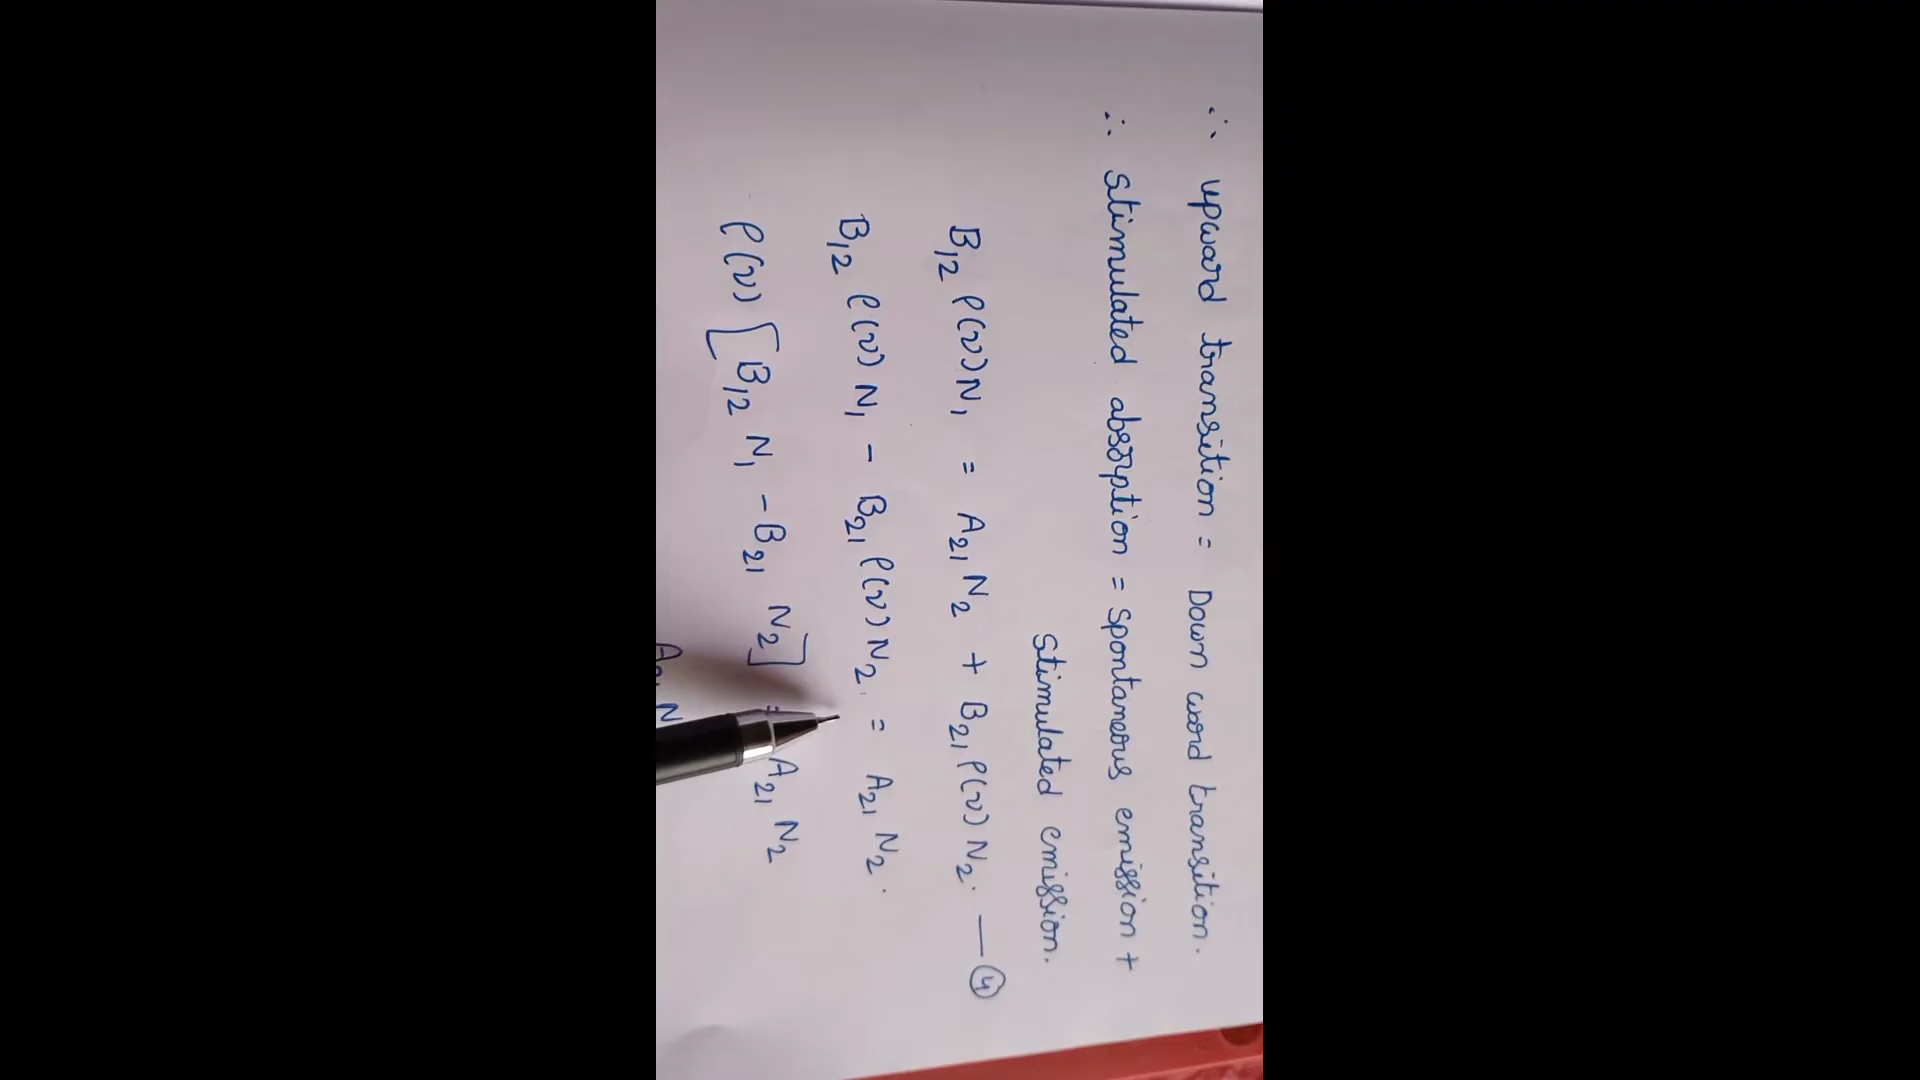 ∴ upward transition = Down word transition.
∴ Stimulated absorption = Spontaneous emission +
Stimulated emission.
B₁₂ ρ(ν) N₁ = A₂₁ N₂ + B₂₁ ρ(ν) N₂. — ④
B₁₂ ρ(ν) N₁ − B₂₁ ρ(ν) N₂. = A₂₁ N₂.
ρ(ν) [B₁₂ N₁ − B₂₁ N₂] = A₂₁ N₂